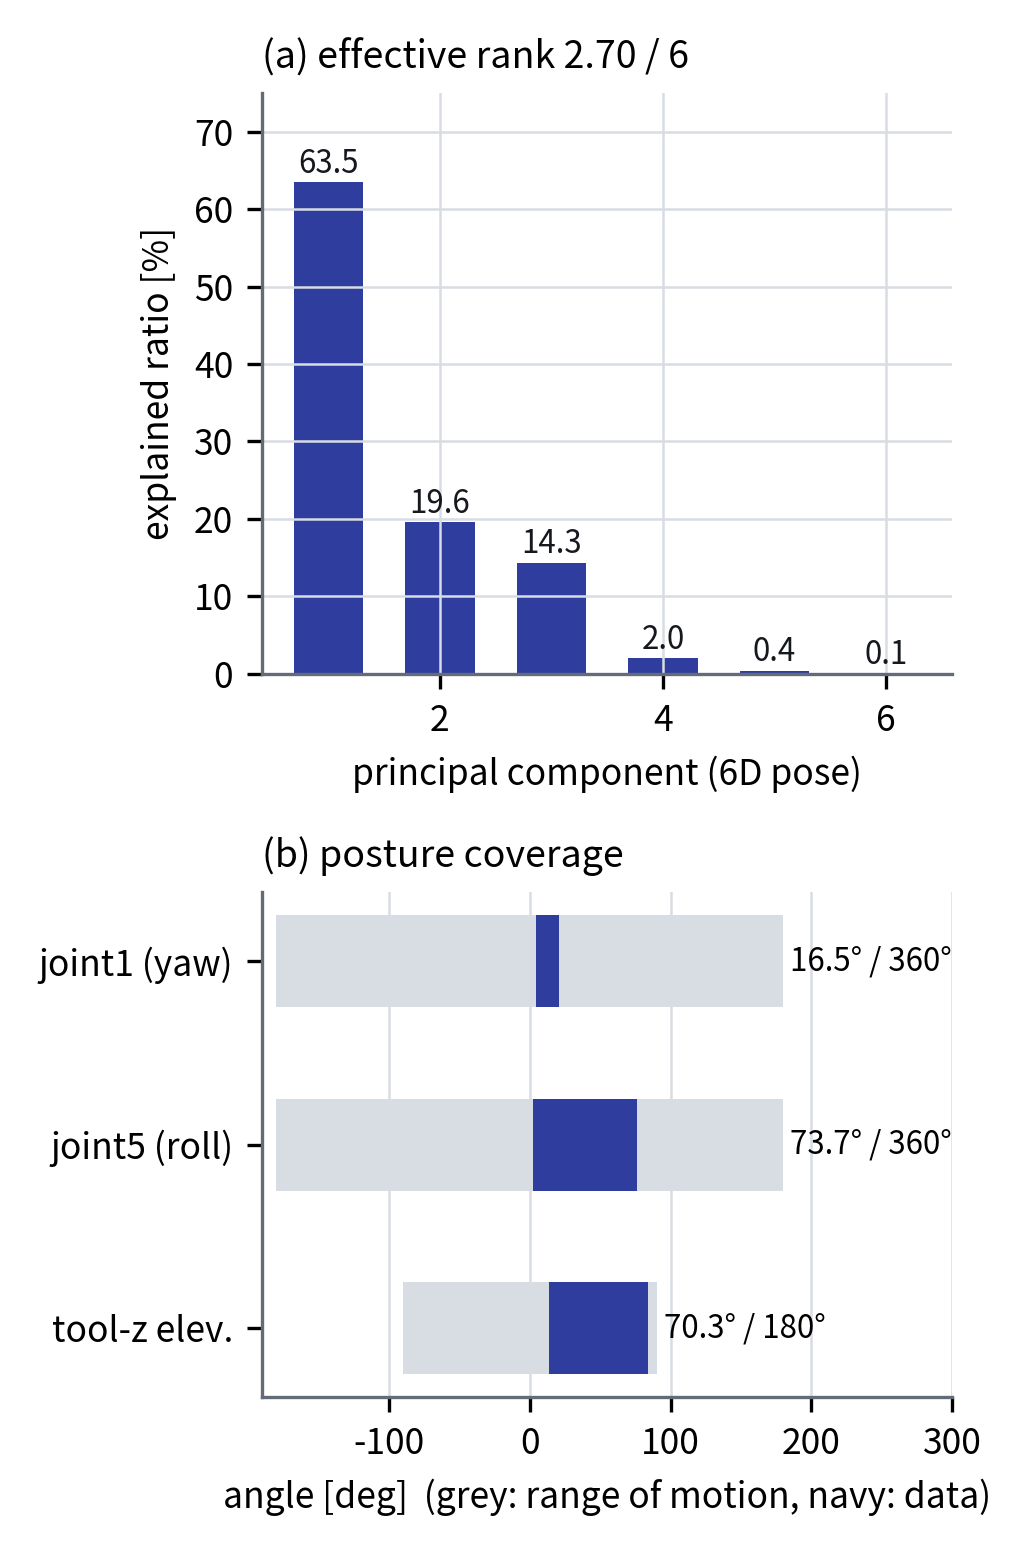 (a) effective rank 2.70 / 6
70
60
50
40
30
20
10
0
explained ratio [%]
63.5
19.6
14.3
2.0
0.4
0.1
2
4
6
principal component (6D pose)
(b) posture coverage
joint1 (yaw)
16.5° / 360°
joint5 (roll)
73.7° / 360°
tool-z elev.
70.3° / 180°
-100
0
100
200
300
angle [deg]  (grey: range of motion, navy: data)